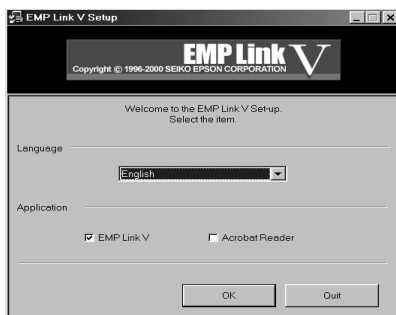 EMP Link V Setup
EMP Link V
Copyright © 1996-2000 SEIKO EPSON CORPORATION
Welcome to the EMP Link V Set-up.
Select the item.
Language
English
Application
EMP Link V Acrobat Reader
OK Quit